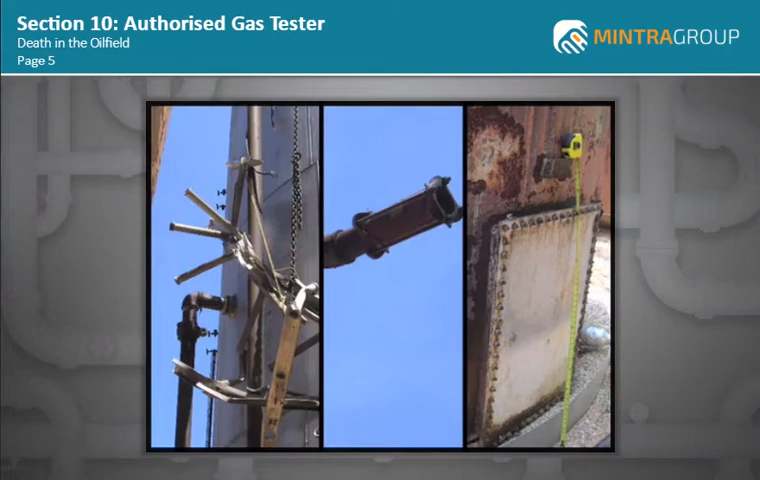 Section 10: Authorised Gas Tester
Death in the Oilfield
Page 5
MINTRAGROUP